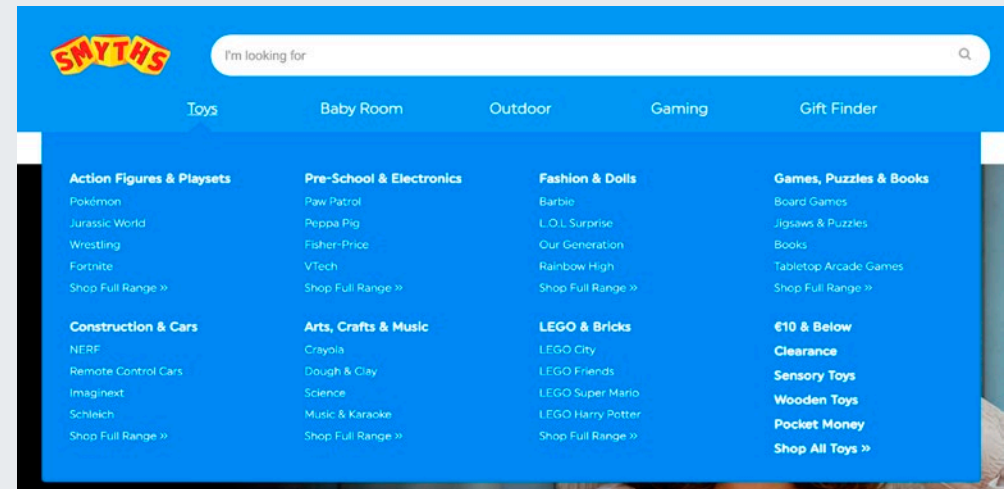 SMYTHS
I'm looking for
Toys
Baby Room
Outdoor
Gaming
Gift Finder
Action Figures & Playsets
Pokémon
Jurassic World
Wrestling
Fortnite
Shop Full Range »
Pre-School & Electronics
Paw Patrol
Peppa Pig
Fisher-Price
VTech
Shop Full Range »
Fashion & Dolls
Barbie
L.O.L Surprise
Our Generation
Rainbow High
Shop Full Range »
Games, Puzzles & Books
Board Games
Jigsaws & Puzzles
Books
Tabletop Arcade Games
Shop Full Range »
Construction & Cars
NERF
Remote Control Cars
Imaginext
Schleich
Shop Full Range »
Arts, Crafts & Music
Crayola
Dough & Clay
Science
Music & Karaoke
Shop Full Range »
LEGO & Bricks
LEGO City
LEGO Friends
LEGO Super Mario
LEGO Harry Potter
Shop Full Range »
€10 & Below
Clearance
Sensory Toys
Wooden Toys
Pocket Money
Shop All Toys »